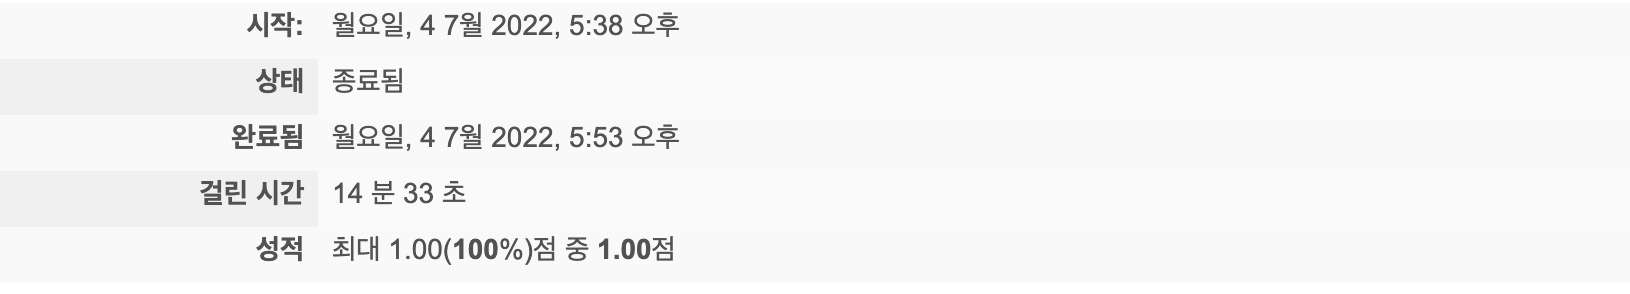 시작: 월요일, 4 7월 2022, 5:38 오후
상태 종료됨
완료됨 월요일, 4 7월 2022, 5:53 오후
걸린 시간 14 분 33 초
성적 최대 1.00(100%)점 중 1.00점